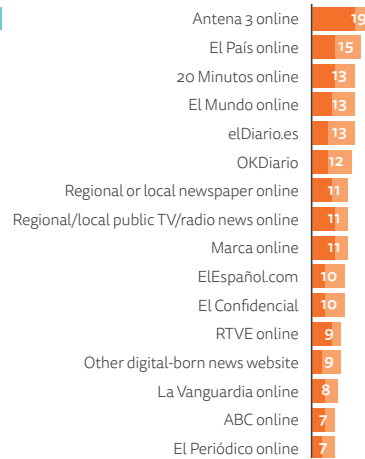 Antena 3 online 19
El País online 15
20 Minutos online 13
El Mundo online 13
elDiario.es 13
OKDiario 12
Regional or local newspaper online 11
Regional/local public TV/radio news online 11
Marca online 11
ElEspañol.com 10
El Confidencial 10
RTVE online 9
Other digital-born news website 9
La Vanguardia online 8
ABC online 7
El Periódico online 7